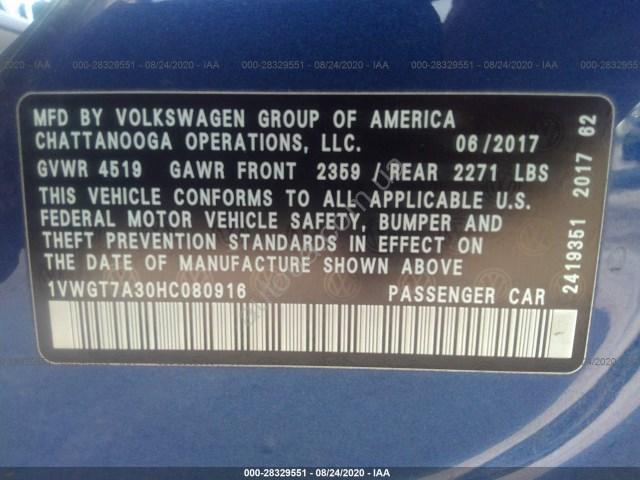 000-28329551 - 08/24/2020 - IAA
MFD BY VOLKSWAGEN GROUP OF AMERICA
CHATTANOOGA OPERATIONS, LLC. 06/2017
GVWR 4519 GAWR FRONT 2359 / REAR 2271 LBS
THIS VEHICLE CONFORMS TO ALL APPLICABLE U.S.
FEDERAL MOTOR VEHICLE SAFETY, BUMPER AND
THEFT PREVENTION STANDARDS IN EFFECT ON
THE DATE OF MANUFACTURE SHOWN ABOVE
1VWGT7A30HC080916 PASSENGER CAR
2419351 2017 62
000-28329551 - 08/24/2020 - IAA